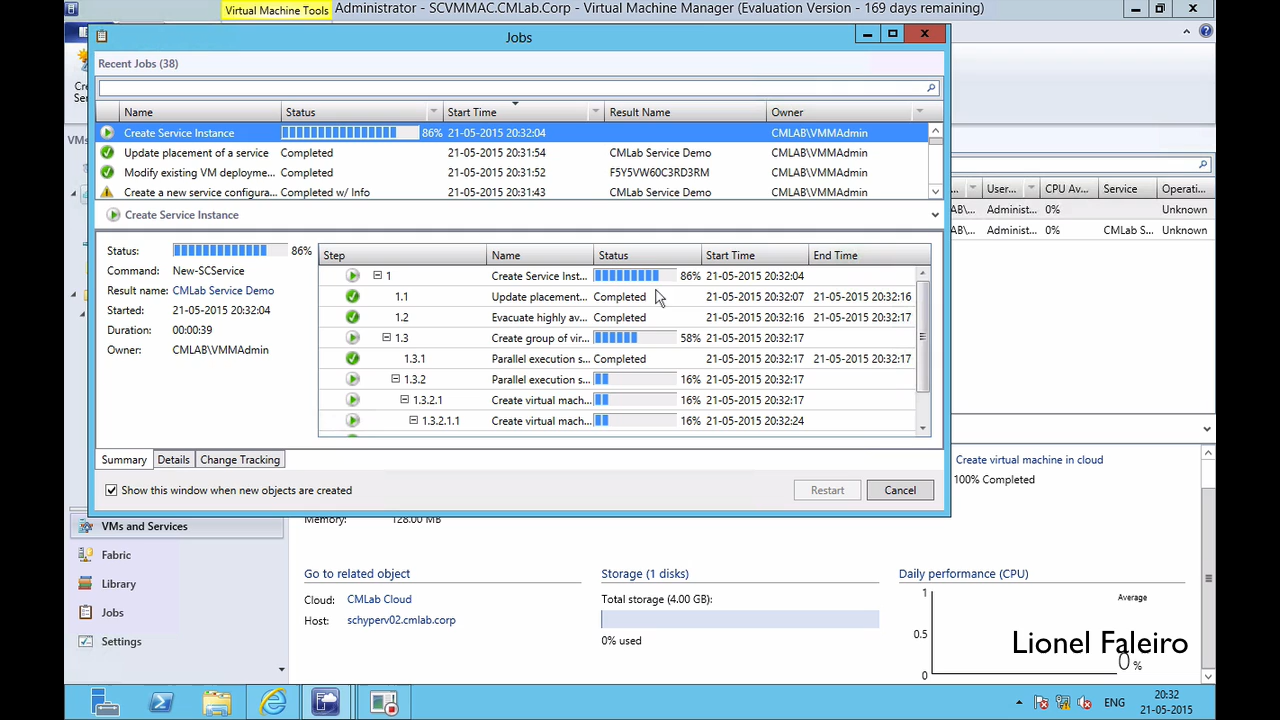 Virtual Machine Tools
Administrator - SCVMMAC.CMLab.Corp - Virtual Machine Manager (Evaluation Version - 169 days remaining)
Jobs
Recent Jobs (38)
Name Status Start Time Result Name Owner
Create Service Instance 86% 21-05-2015 20:32:04 CMLAB\VMMAdmin
Update placement of a service Completed 21-05-2015 20:31:54 CMLab Service Demo CMLAB\VMMAdmin
Modify existing VM deployme... Completed 21-05-2015 20:31:52 F5Y5VW60C3RD3RM CMLAB\VMMAdmin
Create a new service configura... Completed w/ Info 21-05-2015 20:31:43 CMLab Service Demo CMLAB\VMMAdmin
Create Service Instance
Status: 86%
Command: New-SCService
Result name: CMLab Service Demo
Started: 21-05-2015 20:32:04
Duration: 00:00:39
Owner: CMLAB\VMMAdmin
Step Name Status Start Time End Time
1 Create Service Inst... 86% 21-05-2015 20:32:04
1.1 Update placement... Completed 21-05-2015 20:32:07 21-05-2015 20:32:16
1.2 Evacuate highly av... Completed 21-05-2015 20:32:16 21-05-2015 20:32:17
1.3 Create group of vir... 58% 21-05-2015 20:32:17
1.3.1 Parallel execution s... Completed 21-05-2015 20:32:17 21-05-2015 20:32:17
1.3.2 Parallel execution s... 16% 21-05-2015 20:32:17
1.3.2.1 Create virtual mach... 16% 21-05-2015 20:32:17
1.3.2.1.1 Create virtual mach... 16% 21-05-2015 20:32:24
Summary Details Change Tracking
Show this window when new objects are created
Restart Cancel
Cre
Ser
VMs
... User... CPU Av... Service Operati...
AB\... Administ... 0% Unknown
AB\... Administ... 0% CMLab S... Unknown
Create virtual machine in cloud
100% Completed
Memory: 128.00 MB
VMs and Services
Fabric
Library
Jobs
Settings
Go to related object
Cloud: CMLab Cloud
Host: schyperv02.cmlab.corp
Storage (1 disks)
Total storage (4.00 GB):
0% used
Daily performance (CPU)
1
0.5
0
Average
0 %
Lionel Faleiro
ENG
20:32
21-05-2015